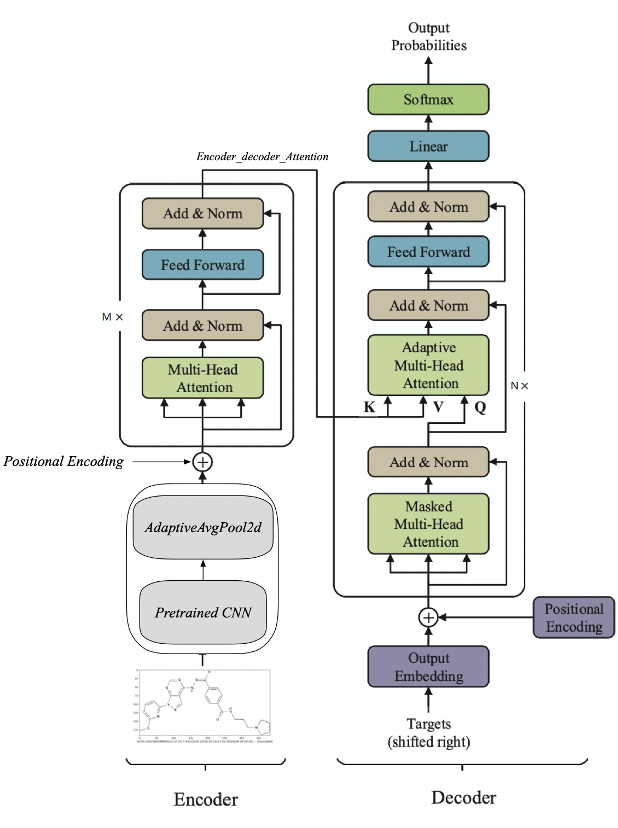 Output
Probabilities
Softmax
Linear
Encoder_decoder_Attention
Add & Norm
Feed Forward
Add & Norm
Multi-Head
Attention
M ×
Positional Encoding
AdaptiveAvgPool2d
Pretrained CNN
Encoder
Add & Norm
Feed Forward
Add & Norm
Adaptive
Multi-Head
Attention
K V Q
N×
Add & Norm
Masked
Multi-Head
Attention
Positional
Encoding
Output
Embedding
Targets
(shifted right)
Decoder